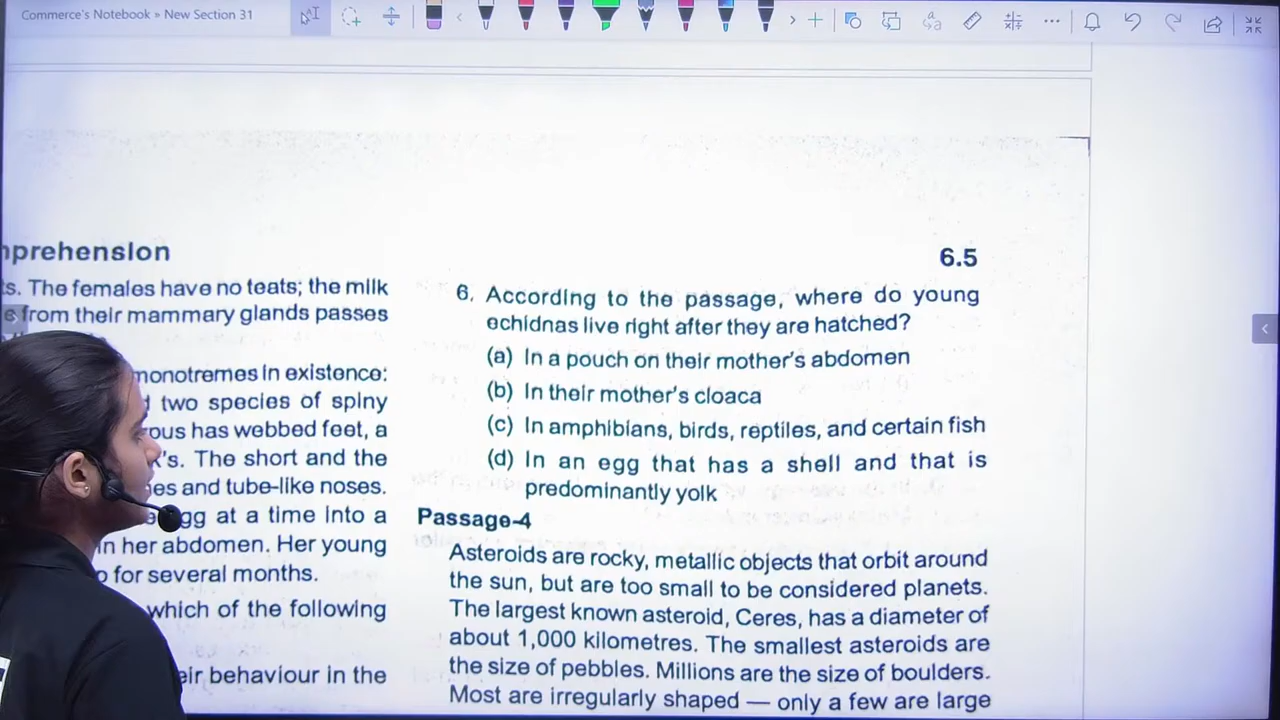 Commerce's Notebook » New Section 31
prehension
6.5
s. The females have no teats; the milk
from their mammary glands passes
monotremes in existence:
two species of spiny
ous has webbed feet, a
's. The short and the
es and tube-like noses.
gg at a time into a
in her abdomen. Her young
for several months.
which of the following
eir behaviour in the
6. According to the passage, where do young
echidnas live right after they are hatched?
(a) In a pouch on their mother's abdomen
(b) In their mother's cloaca
(c) In amphibians, birds, reptiles, and certain fish
(d) In an egg that has a shell and that is
predominantly yolk
Passage-4
Asteroids are rocky, metallic objects that orbit around
the sun, but are too small to be considered planets.
The largest known asteroid, Ceres, has a diameter of
about 1,000 kilometres. The smallest asteroids are
the size of pebbles. Millions are the size of boulders.
Most are irregularly shaped — only a few are large